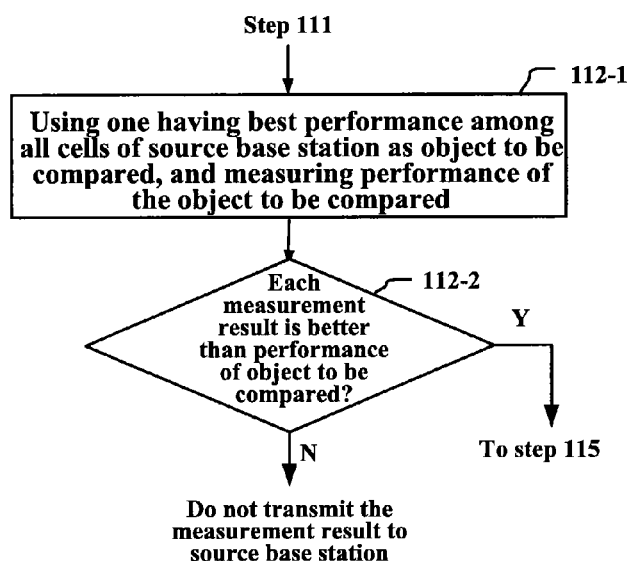 Step 111
112-1
Using one having best performance among
all cells of source base station as object to be
compared, and measuring performance of
the object to be compared
112-2
Each
measurement
result is better
than performance
of object to be
compared?
Y
N
To step 115
Do not transmit the
measurement result to
source base station